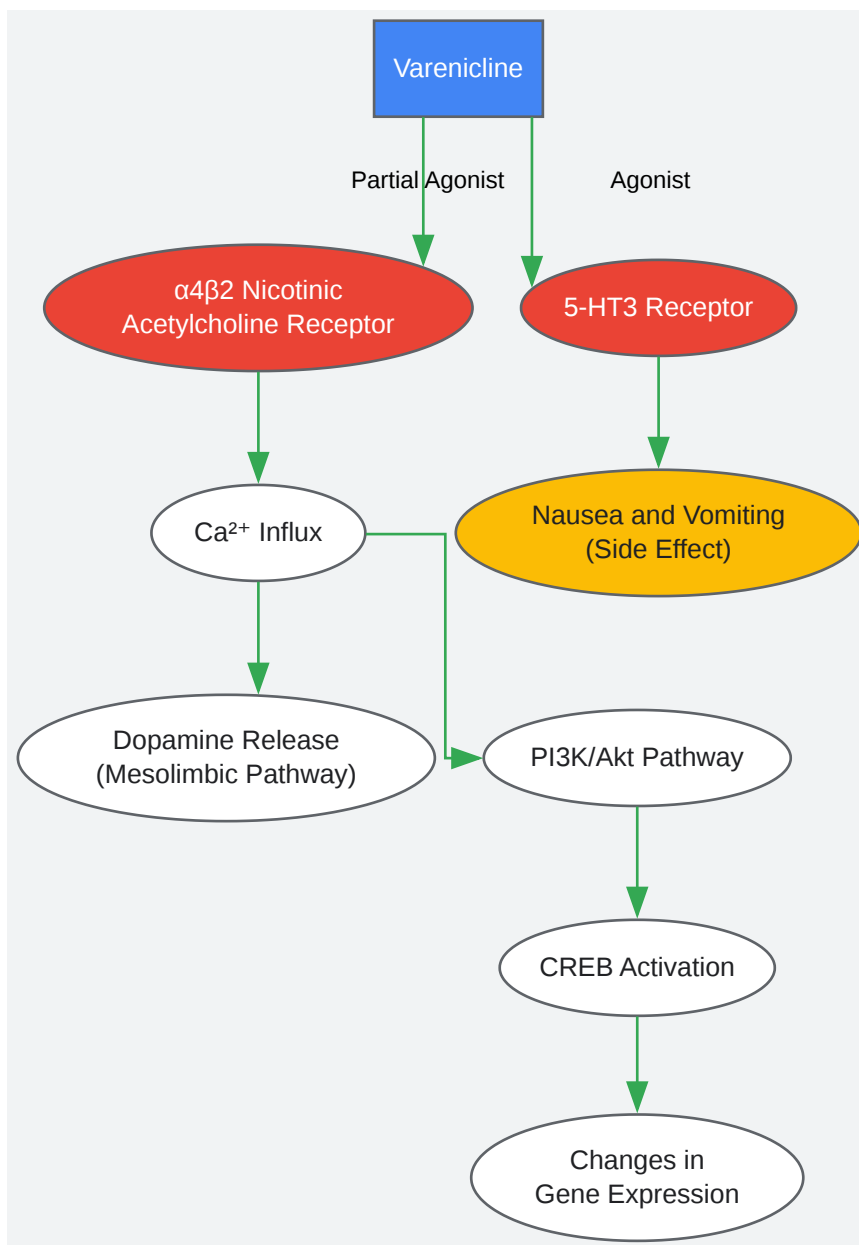 Varenicline
Partial Agonist
Agonist
α4β2 Nicotinic
Acetylcholine Receptor
5-HT3 Receptor
Ca²⁺ Influx
Nausea and Vomiting
(Side Effect)
Dopamine Release
(Mesolimbic Pathway)
PI3K/Akt Pathway
CREB Activation
Changes in
Gene Expression